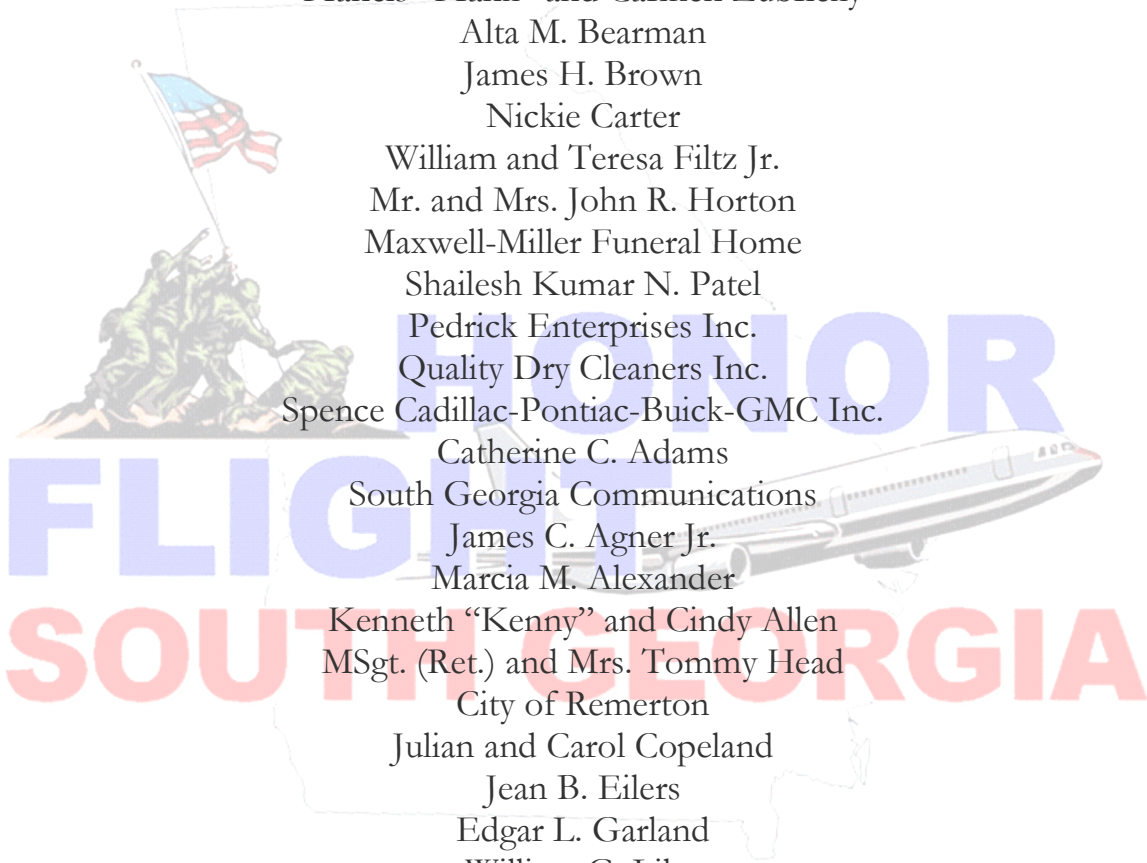 and Carmen
Alta M. Bearman
James H. Brown
Nickie Carter
William and Teresa Filtz Jr.
Mr. and Mrs. John R. Horton
Maxwell-Miller Funeral Home
Shailesh Kumar N. Patel
Pedrick Enterprises Inc.
Quality Dry Cleaners Inc.
Spence Cadillac-Pontiac-Buick-GMC Inc.
Catherine C. Adams
South Georgia Communications
James C. Agner Jr.
Marcia M. Alexander
Kenneth “Kenny” and Cindy Allen
MSgt. (Ret.) and Mrs. Tommy Head
City of Remerton
Julian and Carol Copeland
Jean B. Eilers
Edgar L. Garland
William
HONOR
FLIGHT
SOUTH GEORGIA